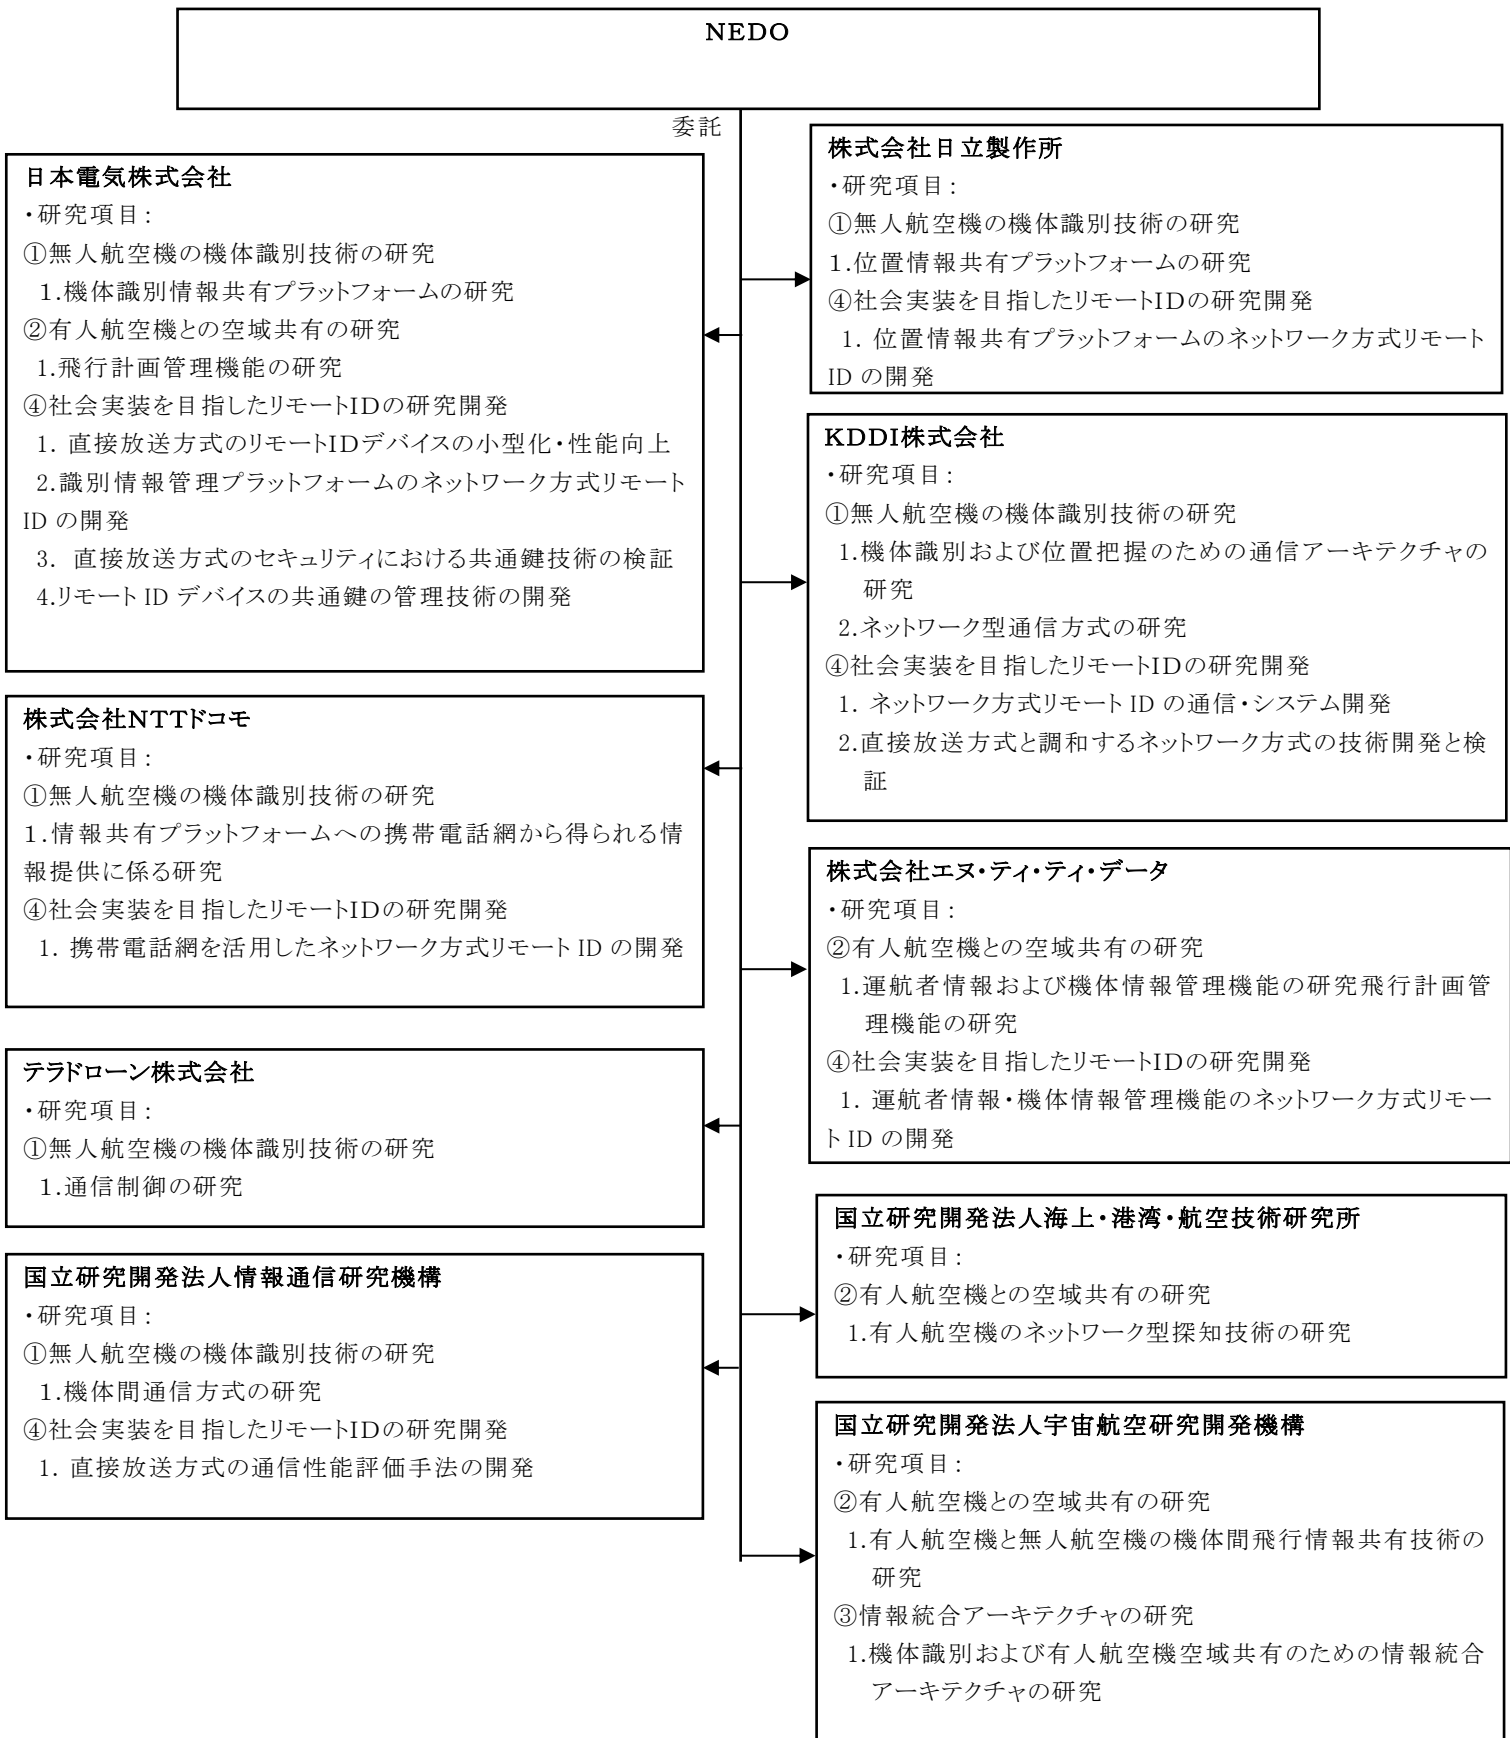 NEDO
委託
日本電気株式会社
・研究項目:
①無人航空機の機体識別技術の研究
1.機体識別情報共有プラットフォームの研究
②有人航空機との空域共有の研究
1.飛行計画管理機能の研究
④社会実装を目指したリモートIDの研究開発
1. 直接放送方式のリモートIDデバイスの小型化・性能向上
2.識別情報管理プラットフォームのネットワーク方式リモート
ID の開発
3. 直接放送方式のセキュリティにおける共通鍵技術の検証
4.リモート ID デバイスの共通鍵の管理技術の開発
株式会社NTTドコモ
・研究項目:
①無人航空機の機体識別技術の研究
1.情報共有プラットフォームへの携帯電話網から得られる情
報提供に係る研究
④社会実装を目指したリモートIDの研究開発
1. 携帯電話網を活用したネットワーク方式リモート ID の開発
テラドローン株式会社
・研究項目:
①無人航空機の機体識別技術の研究
1.通信制御の研究
国立研究開発法人情報通信研究機構
・研究項目:
①無人航空機の機体識別技術の研究
1.機体間通信方式の研究
④社会実装を目指したリモートIDの研究開発
1. 直接放送方式の通信性能評価手法の開発
株式会社日立製作所
・研究項目:
①無人航空機の機体識別技術の研究
1.位置情報共有プラットフォームの研究
④社会実装を目指したリモートIDの研究開発
1. 位置情報共有プラットフォームのネットワーク方式リモート
ID の開発
KDDI株式会社
・研究項目:
①無人航空機の機体識別技術の研究
1.機体識別および位置把握のための通信アーキテクチャの
研究
2.ネットワーク型通信方式の研究
④社会実装を目指したリモートIDの研究開発
1. ネットワーク方式リモート ID の通信・システム開発
2.直接放送方式と調和するネットワーク方式の技術開発と検
証
株式会社エヌ・ティ・ティ・データ
・研究項目:
②有人航空機との空域共有の研究
1.運航者情報および機体情報管理機能の研究飛行計画管
理機能の研究
④社会実装を目指したリモートIDの研究開発
1. 運航者情報・機体情報管理機能のネットワーク方式リモー
ト ID の開発
国立研究開発法人海上・港湾・航空技術研究所
・研究項目:
②有人航空機との空域共有の研究
1.有人航空機のネットワーク型探知技術の研究
国立研究開発法人宇宙航空研究開発機構
・研究項目:
②有人航空機との空域共有の研究
1.有人航空機と無人航空機の機体間飛行情報共有技術の
研究
③情報統合アーキテクチャの研究
1.機体識別および有人航空機空域共有のための情報統合
アーキテクチャの研究